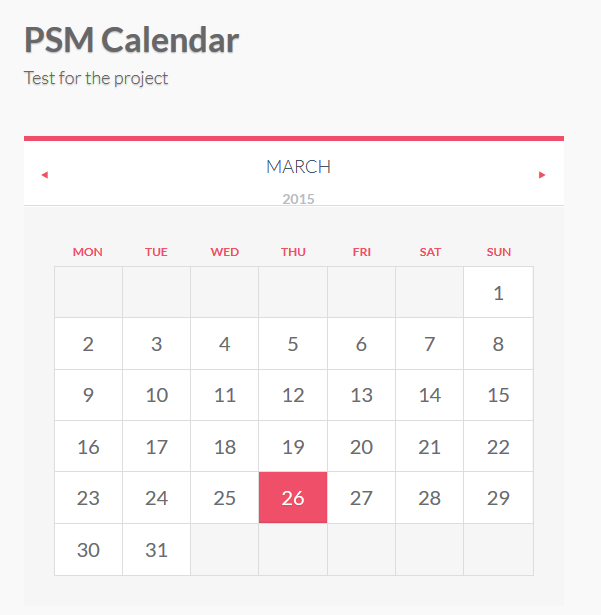 PSM Calendar
Test for the project
MARCH
2015
MON TUE WED THU FRI SAT SUN
1
2 3 4 5 6 7 8
9 10 11 12 13 14 15
16 17 18 19 20 21 22
23 24 25 26 27 28 29
30 31